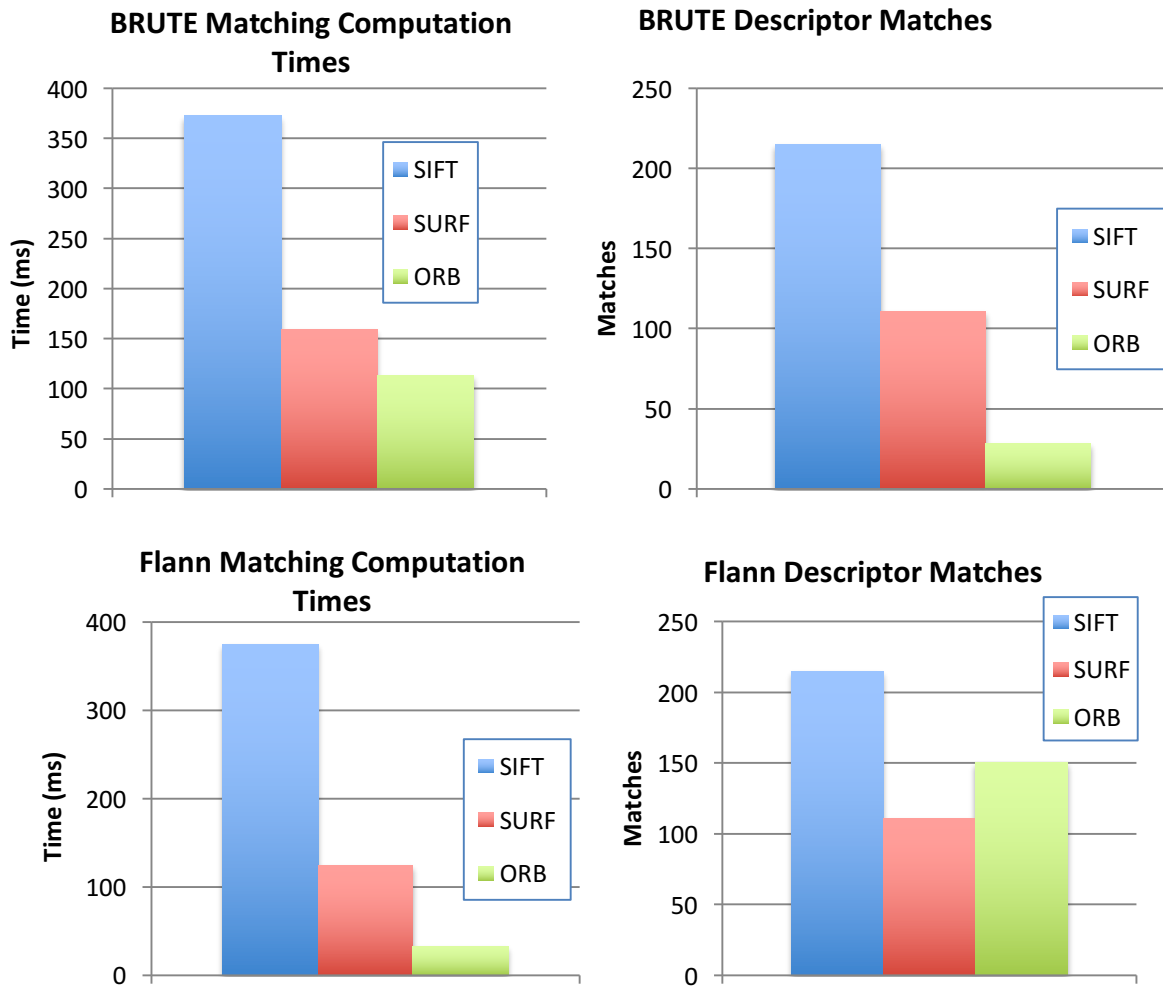 BRUTE Matching Computation
Times
400
350
300
250
200
150
100
50
0
Time (ms)
SIFT
SURF
ORB
BRUTE Descriptor Matches
250
200
150
100
50
0
Matches
SIFT
SURF
ORB
Flann Matching Computation
Times
400
300
200
100
0
Time (ms)
SIFT
SURF
ORB
Flann Descriptor Matches
250
200
150
100
50
0
Matches
SIFT
SURF
ORB